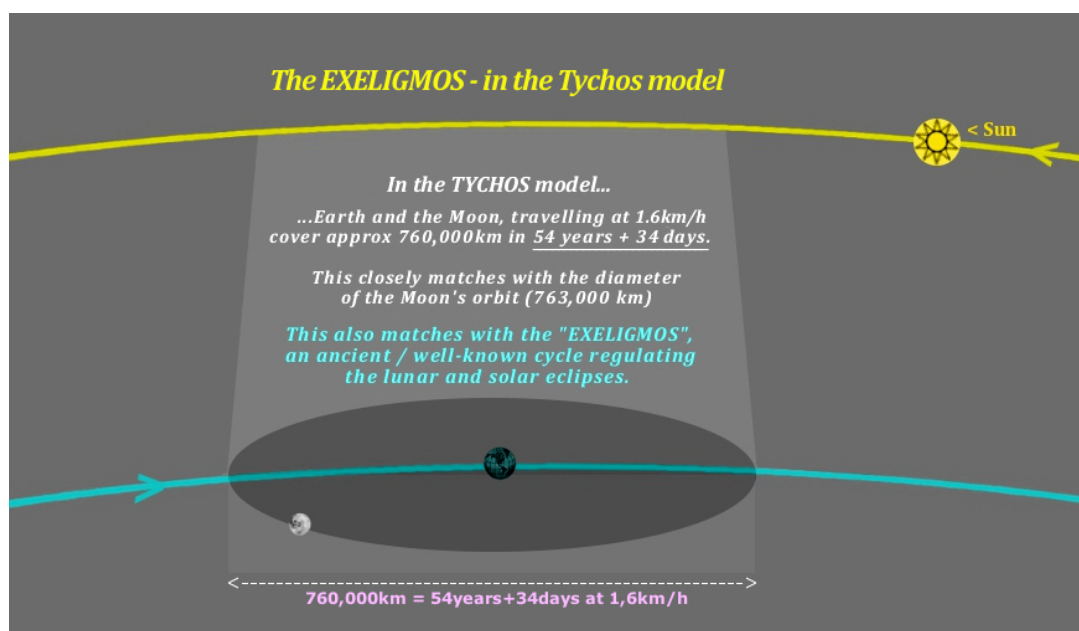 The EXELIGMOS - in the Tychos model
< Sun
In the TYCHOS model...
...Earth and the Moon, travelling at 1.6km/h
cover approx 760,000km in 54 years + 34 days.
This closely matches with the diameter
of the Moon's orbit (763,000 km)
This also matches with the "EXELIGMOS",
an ancient / well-known cycle regulating
the lunar and solar eclipses.
760,000km = 54years+34days at 1,6km/h